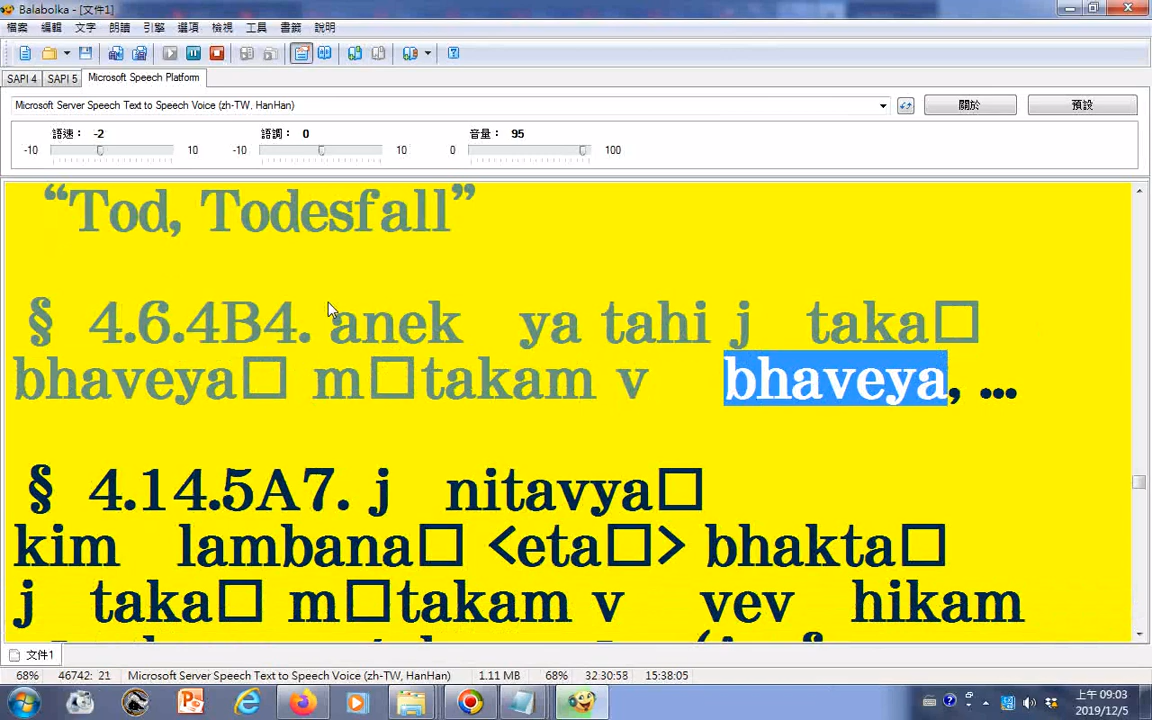 Balabolka - [文件1]
檔案 編輯 文字 朗讀 引擎 選項 檢視 工具 書籤 說明
SAPI 4 SAPI 5 Microsoft Speech Platform
Microsoft Server Speech Text to Speech Voice (zh-TW, HanHan) 關於 預設
語速： -2 語調： 0 音量： 95
-10 10 -10 10 0 100
“Tod, Todesfall”
§ 4.6.4B4. anek ya tahi j taka□
bhaveya□ m□takam v bhaveya, ...
§ 4.14.5A7. j nitavya□
kim lambana□ <eta□> bhakta□
j taka□ m□takam v vev hikam
文件1
68% 46742: 21 Microsoft Server Speech Text to Speech Voice (zh-TW, HanHan) 1.11 MB 68% 32:30:58 15:38:05
上午 09:03
2019/12/5